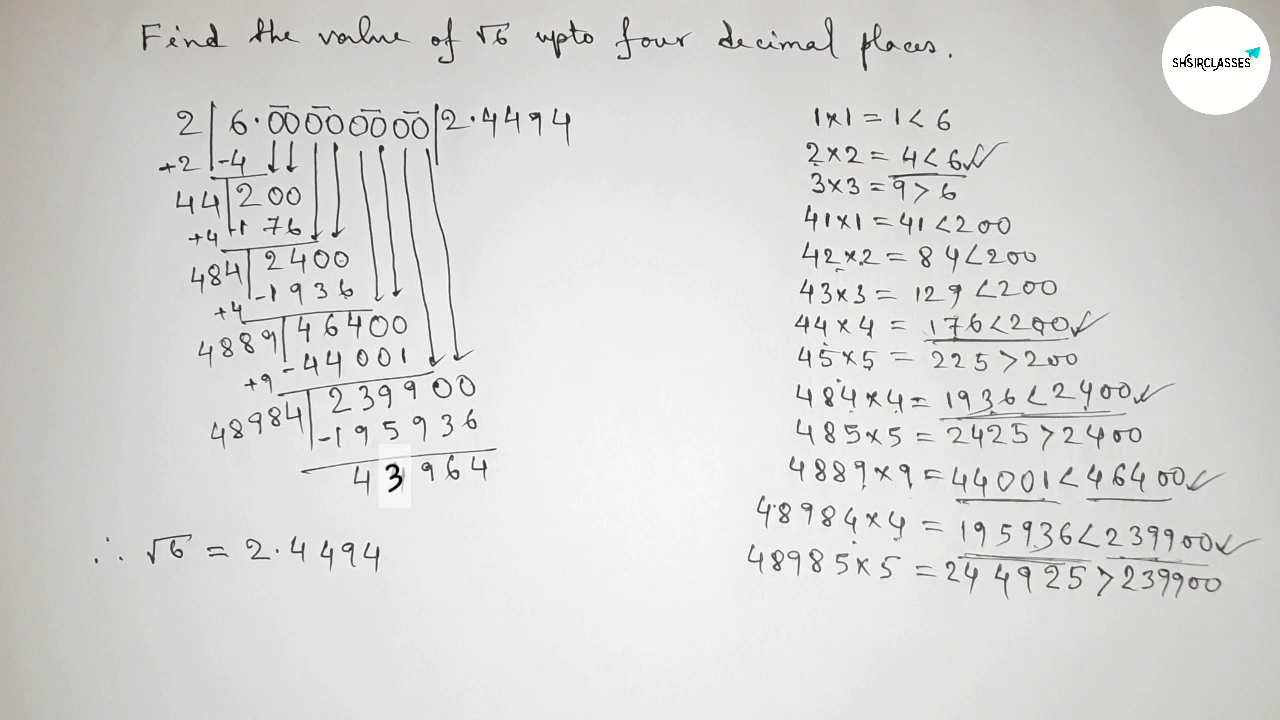 Find the value of √6 upto four decimal places.
SHSIRCLASSES
2 | 6.00000000 | 2.4494
+2 | -4
44 | 200
+4 | -176
484 | 2400
+4 | -1936
4889 | 46400
+9 | -44001
48984 | 239900
-195936
43964
∴ √6 = 2.4494
1×1 = 1<6
2×2 = 4<6✓
3×3 = 9>6
41×1 = 41<200
42×2 = 84<200
43×3 = 129<200
44×4 = 176<200✓
45×5 = 225>200
484×4 = 1936<2400✓
485×5 = 2425>2400
4889×9 = 44001<46400✓
48984×4 = 195936<239900✓
48985×5 = 244925>239900